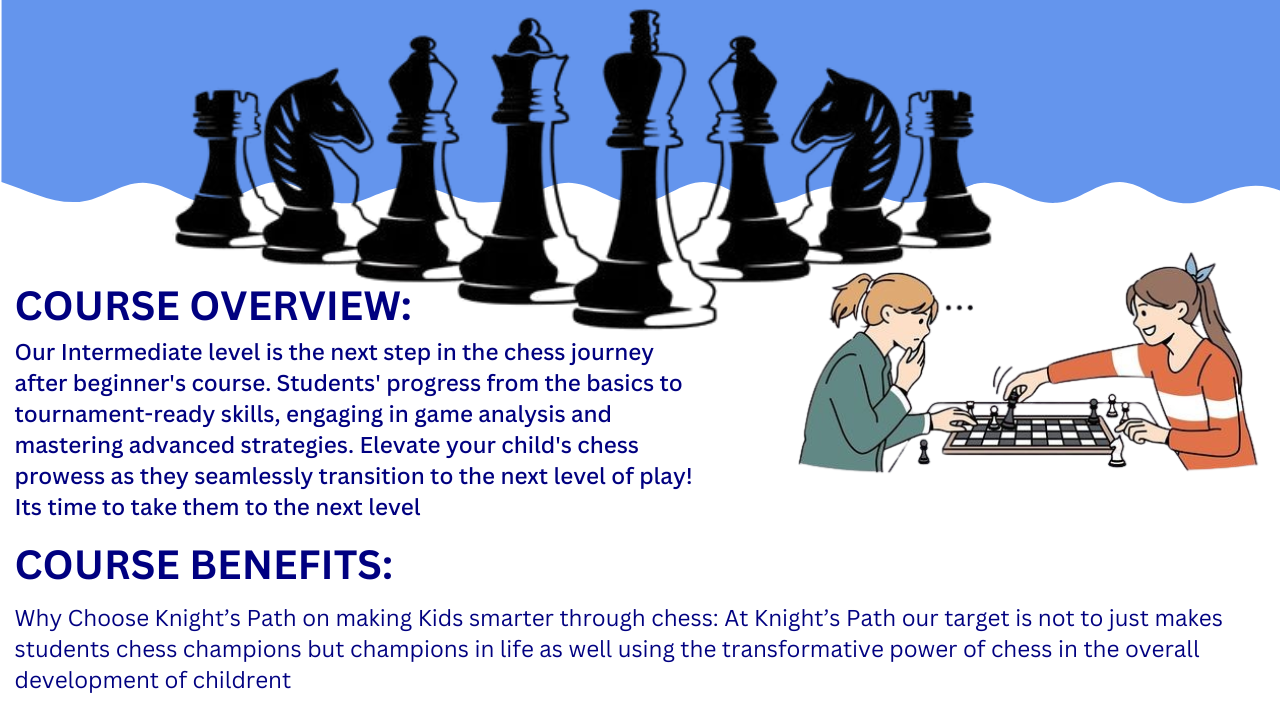 COURSE OVERVIEW:
Our Intermediate level is the next step in the chess journey
after beginner's course. Students' progress from the basics to
tournament-ready skills, engaging in game analysis and
mastering advanced strategies. Elevate your child's chess
prowess as they seamlessly transition to the next level of play!
Its time to take them to the next level
COURSE BENEFITS:
Why Choose Knight’s Path on making Kids smarter through chess: At Knight’s Path our target is not to just makes
students chess champions but champions in life as well using the transformative power of chess in the overall
development of childrent